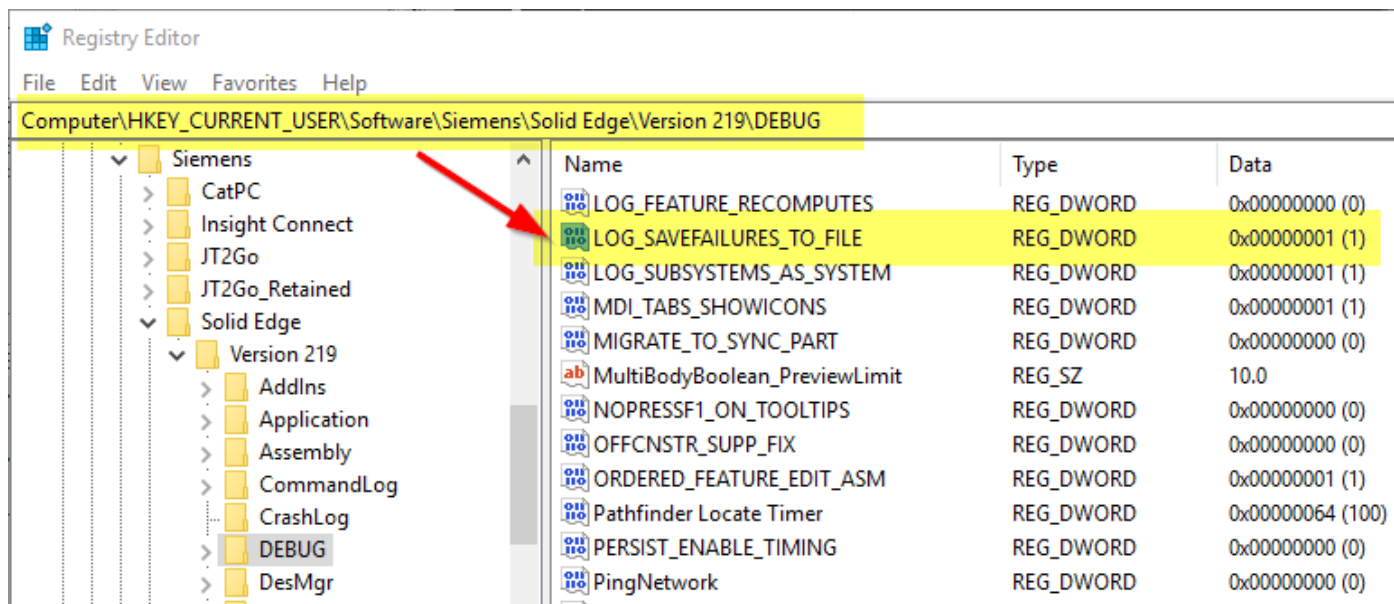 Registry Editor
File Edit View Favorites Help
Computer\HKEY_CURRENT_USER\Software\Siemens\Solid Edge\Version 219\DEBUG
Siemens
CatPC
Insight Connect
JT2Go
JT2Go_Retained
Solid Edge
Version 219
AddIns
Application
Assembly
CommandLog
CrashLog
DEBUG
DesMgr
Name Type Data
LOG_FEATURE_RECOMPUTES REG_DWORD 0x00000000 (0)
LOG_SAVEFAILURES_TO_FILE REG_DWORD 0x00000001 (1)
LOG_SUBSYSTEMS_AS_SYSTEM REG_DWORD 0x00000001 (1)
MDI_TABS_SHOWICONS REG_DWORD 0x00000001 (1)
MIGRATE_TO_SYNC_PART REG_DWORD 0x00000000 (0)
MultiBodyBoolean_PreviewLimit REG_SZ 10.0
NOPRESSF1_ON_TOOLTIPS REG_DWORD 0x00000000 (0)
OFFCNSTR_SUPP_FIX REG_DWORD 0x00000000 (0)
ORDERED_FEATURE_EDIT_ASM REG_DWORD 0x00000001 (1)
Pathfinder Locate Timer REG_DWORD 0x00000064 (100)
PERSIST_ENABLE_TIMING REG_DWORD 0x00000000 (0)
PingNetwork REG_DWORD 0x00000000 (0)